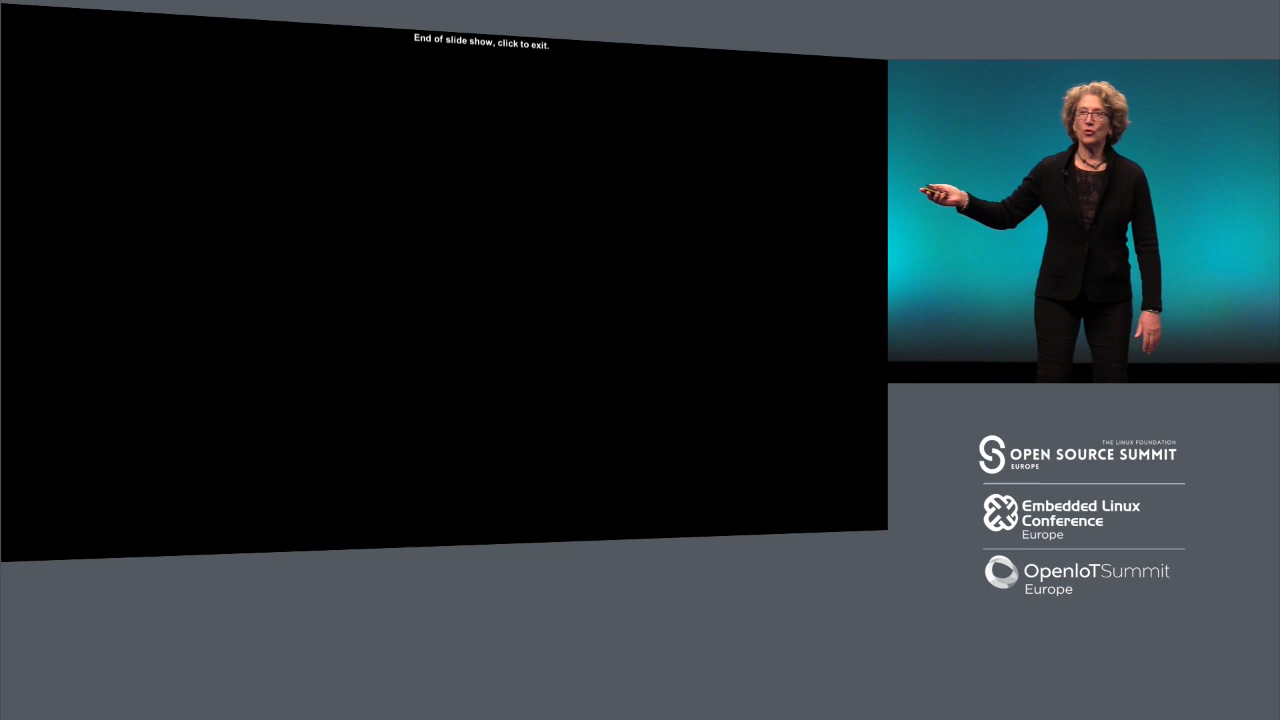 End of slide show, click to exit.
THE LINUX FOUNDATION
OPEN SOURCE SUMMIT
EUROPE
Embedded Linux
Conference
Europe
OpenIoTSummit
Europe